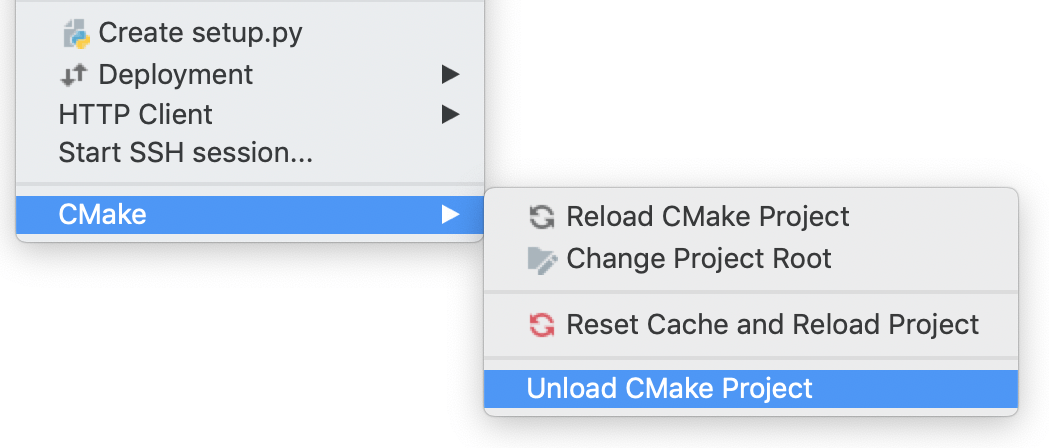 Create setup.py
Deployment
HTTP Client
Start SSH session...
CMake
Reload CMake Project
Change Project Root
Reset Cache and Reload Project
Unload CMake Project